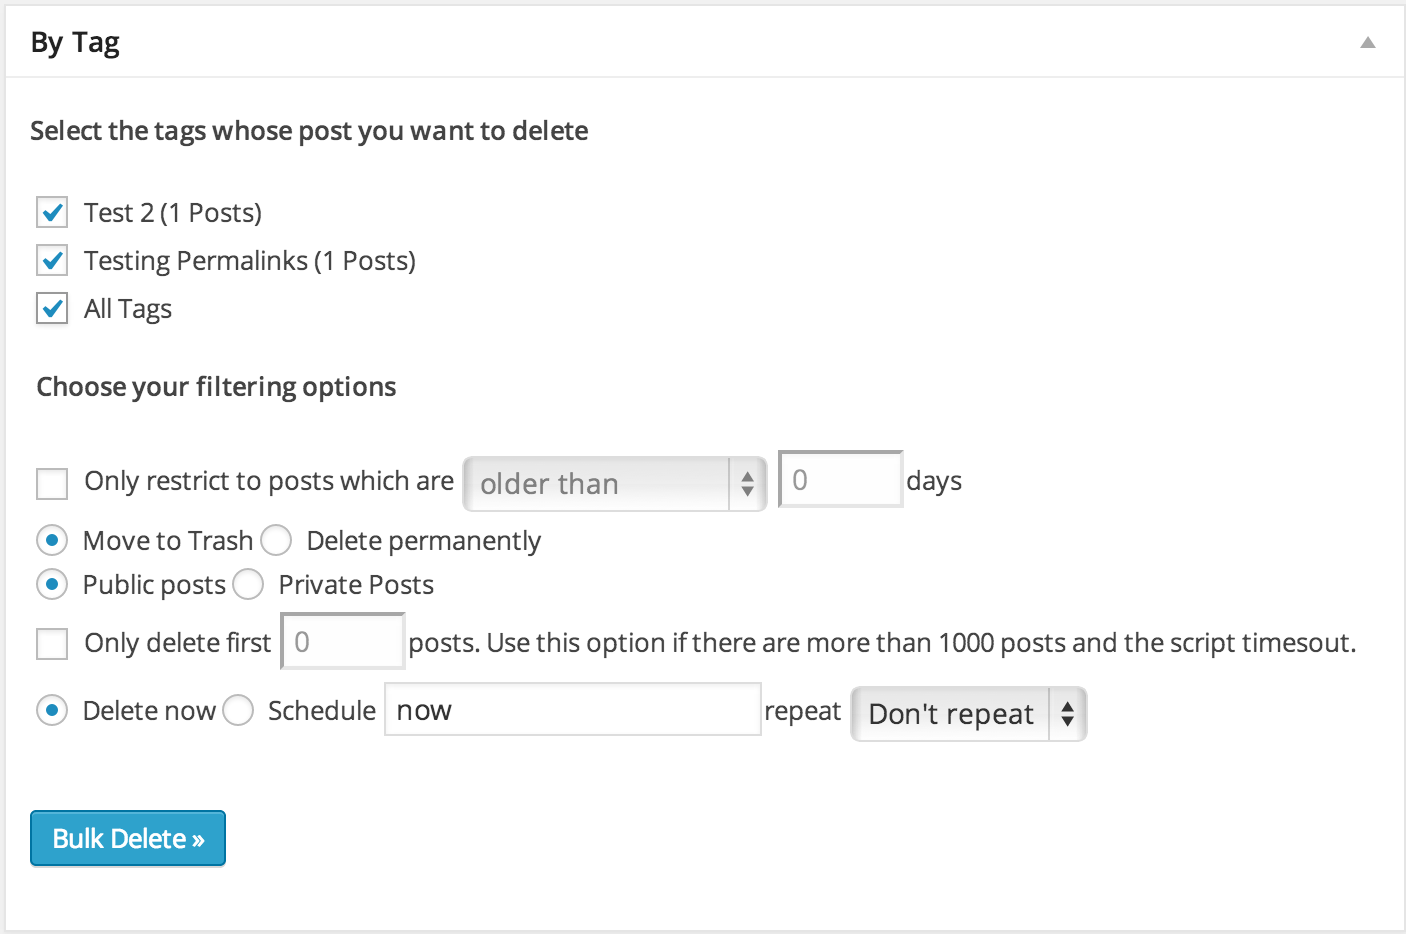 By Tag
Select the tags whose post you want to delete
Test 2 (1 Posts)
Testing Permalinks (1 Posts)
All Tags
Choose your filtering options
Only restrict to posts which are older than 0 days
Move to Trash Delete permanently
Public posts Private Posts
Only delete first 0 posts. Use this option if there are more than 1000 posts and the script timesout.
Delete now Schedule now repeat Don't repeat
Bulk Delete »